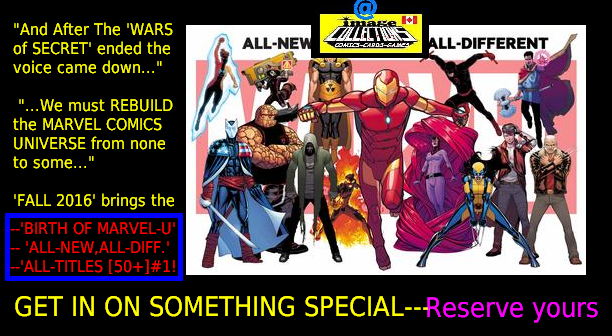 @
image
COLLECTIONS
COMICS-CARDS-GAMES
"And After The 'WARS
of SECRET' ended the
voice came down..."
"...We must REBUILD
the MARVEL COMICS
UNIVERSE from none
to some..."
'FALL 2016' brings the
--'BIRTH OF MARVEL-U'
-- 'ALL-NEW,ALL-DIFF.'
--'ALL-TITLES [50+]#1!
ALL-NEW ALL-DIFFERENT
GET IN ON SOMETHING SPECIAL---Reserve yours